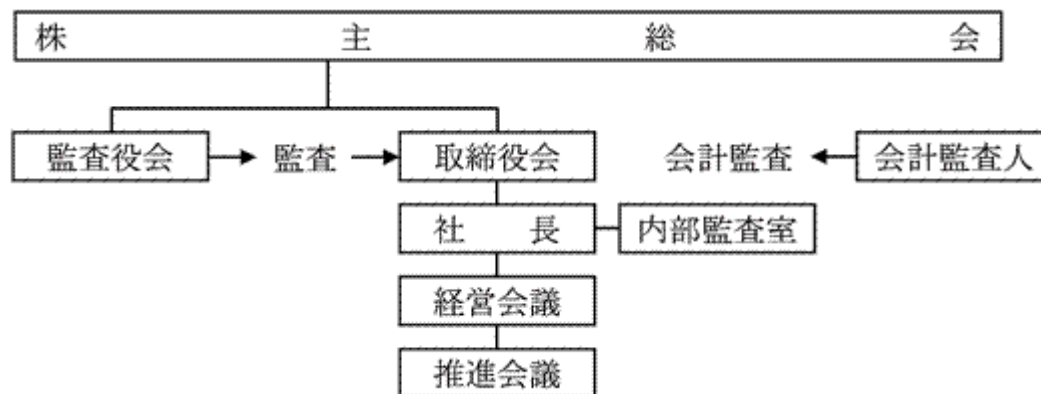 株主総会
監査役会 監査 取締役会 会計監査 会計監査人
社長 内部監査室
経営会議
推進会議